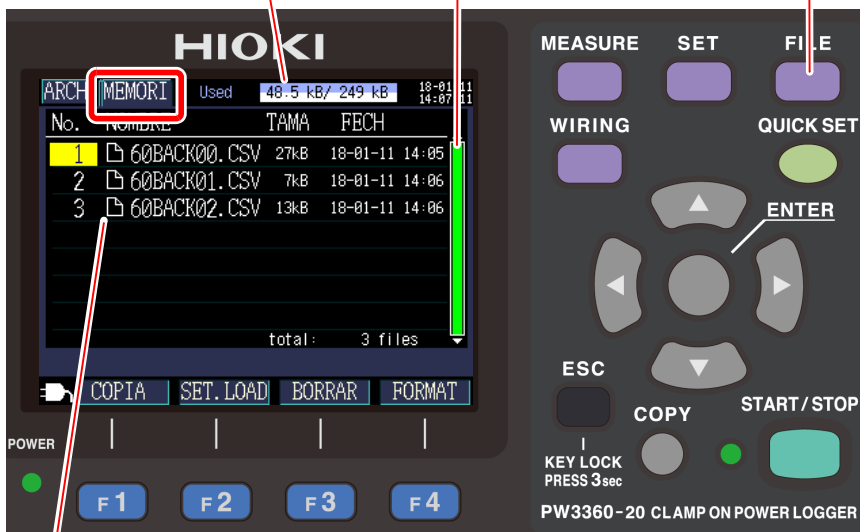 HIOKI
ARCH MEMORI Used 48.5 kB/ 249 kB 18-01-11
14:07:11
No. NOMBRE TAMA FECH
1 60BACK00.CSV 27kB 18-01-11 14:05
2 60BACK01.CSV 7kB 18-01-11 14:06
3 60BACK02.CSV 13kB 18-01-11 14:06
total: 3 files
COPIA SET.LOAD BORRAR FORMAT
POWER
F1 F2 F3 F4
MEASURE SET FILE
WIRING QUICK SET
ENTER
ESC
COPY START/STOP
KEY LOCK
PRESS 3sec
PW3360-20 CLAMP ON POWER LOGGER